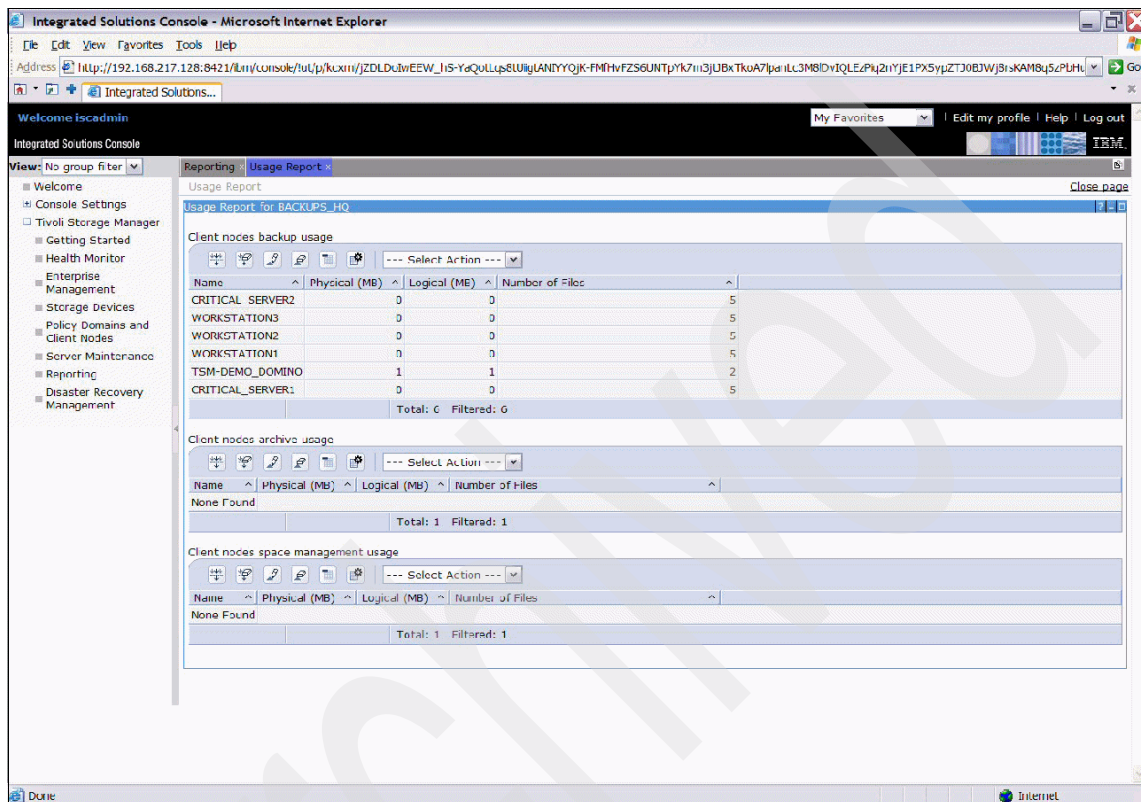 Integrated Solutions Console - Microsoft Internet Explorer
File Edit View Favorites Tools Help
Address Go
Integrated Solutions...
Welcome iscadmin My Favorites Edit my profile Help Log out
Integrated Solutions Console IBM
View: No group filter Reporting Usage Report
Welcome
Console Settings
Tivoli Storage Manager
Getting Started
Health Monitor
Enterprise
Management
Storage Devices
Policy Domains and
Client Nodes
Server Maintenance
Reporting
Disaster Recovery
Management
Usage Report Close page
Usage Report for BACKUPS_HQ
Client nodes backup usage
--- Select Action ---
Name Physical (MB) Logical (MB) Number of Files
CRITICAL_SERVER2 0 0 5
WORKSTATION3 0 0 5
WORKSTATION2 0 0 5
WORKSTATION1 0 0 5
TSM-DEMO_DOMINO 1 1 2
CRITICAL_SERVER1 0 0 5
Total: 6 Filtered: 6
Client nodes archive usage
--- Select Action ---
Name Physical (MB) Logical (MB) Number of Files
None Found
Total: 1 Filtered: 1
Client nodes space management usage
--- Select Action ---
Name Physical (MB) Logical (MB) Number of Files
None Found
Total: 1 Filtered: 1
Done Internet